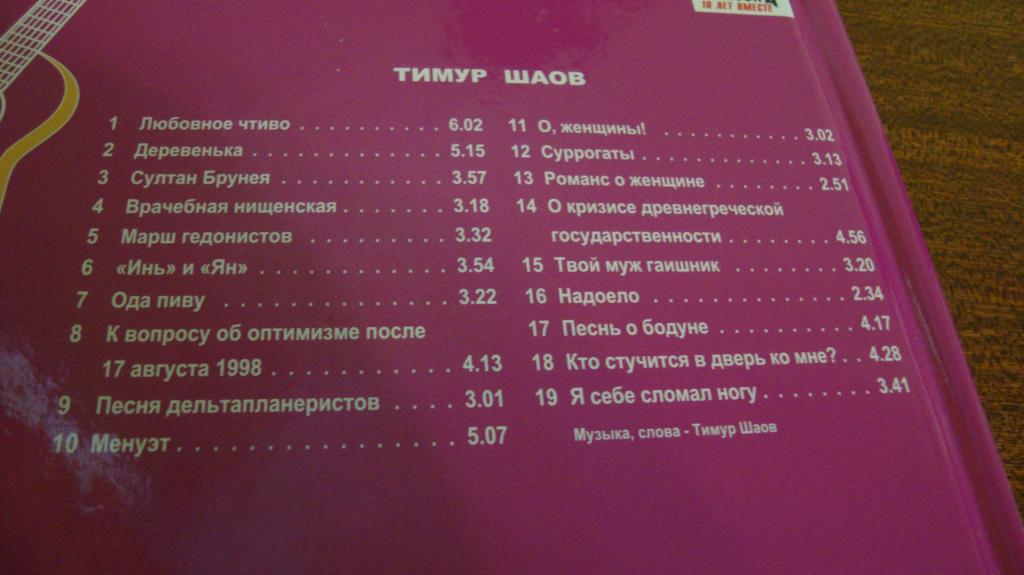 10 ЛЕТ ВМЕСТЕ
ТИМУР ШАОВ
1 Любовное чтиво . . . . . . . . . . 6.02
2 Деревенька . . . . . . . . . . . . . . 5.15
3 Султан Брунея . . . . . . . . . . . . 3.57
4 Врачебная нищенская . . . . . . . 3.18
5 Марш гедонистов . . . . . . . . . 3.32
6 «Инь» и «Ян» . . . . . . . . . . . . . 3.54
7 Ода пиву . . . . . . . . . . . . . . . 3.22
8 К вопросу об оптимизме после
17 августа 1998 . . . . . . . . . . . . 4.13
9 Песня дельтапланеристов . . . . 3.01
10 Менуэт . . . . . . . . . . . . . . . . . 5.07
11 О, женщины! . . . . . . . . . . . 3.02
12 Суррогаты . . . . . . . . . . . . . 3.13
13 Романс о женщине . . . . . . . . 2.51
14 О кризисе древнегреческой
государственности . . . . . . . . 4.56
15 Твой муж гаишник . . . . . . . . 3.20
16 Надоело . . . . . . . . . . . . . . 2.34
17 Песнь о бодуне . . . . . . . . . . 4.17
18 Кто стучится в дверь ко мне? . . 4.28
19 Я себе сломал ногу . . . . . . . . 3.41
Музыка, слова - Тимур Шаов